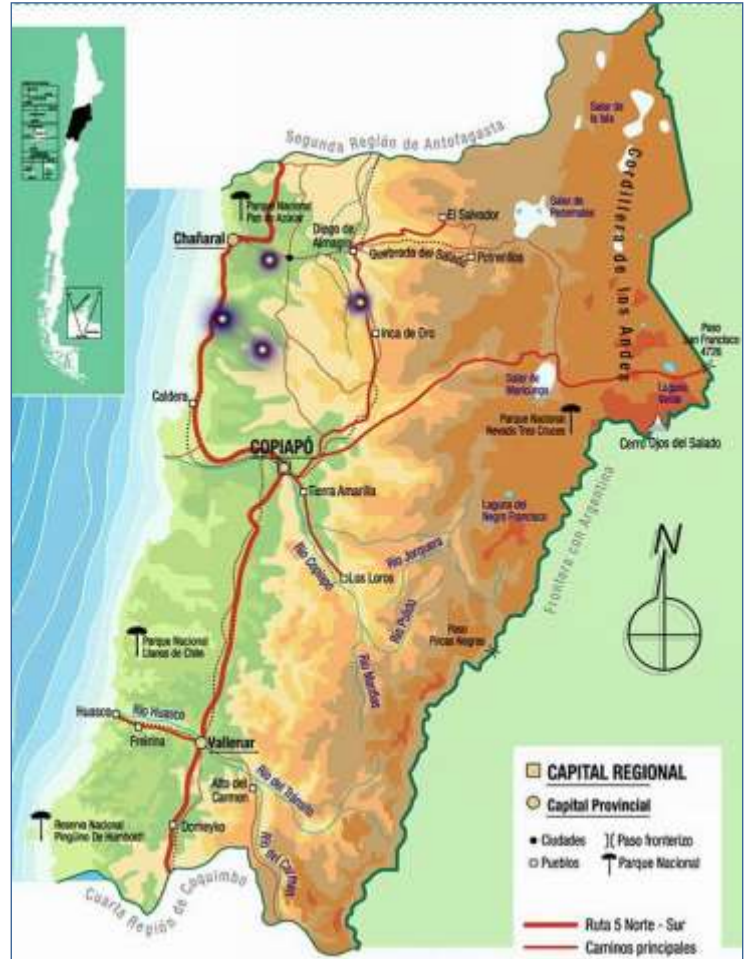 Segunda Región de Antofagasta
Salar de
la Isla
Cordillera de los Andes
Parque Nacional
Pan de Azúcar
El Salvador
Salar de
Pedernales
Chañaral
Diego de
Almagro
Quebrada del Salado
Potrerillos
Inca de Oro
Paso
San Francisco
4726
Caldera
Salar de
Maricunga
Laguna
Verde
Parque Nacional
Nevado Tres Cruces
COPIAPÓ
Cerro Ojos del Salado
Tierra Amarilla
Laguna del
Negro Francisco
Río Copiapó
Río Jorquera
Los Loros
Frontera con Argentina
N
Río Pulido
Paso
Pircas Negras
Parque Nacional
Llanos de Challe
Río Manflas
Huasco
Río Huasco
Freirina
Vallenar
Alto del
Carmen
Río del Tránsito
Reserva Nacional
Pingüino De Humboldt
Domeyko
Río del Carmen
Cuarta Región de Coquimbo
CAPITAL REGIONAL
Capital Provincial
Ciudades
Paso fronterizo
Pueblos
Parque Nacional
Ruta 5 Norte - Sur
Caminos principales